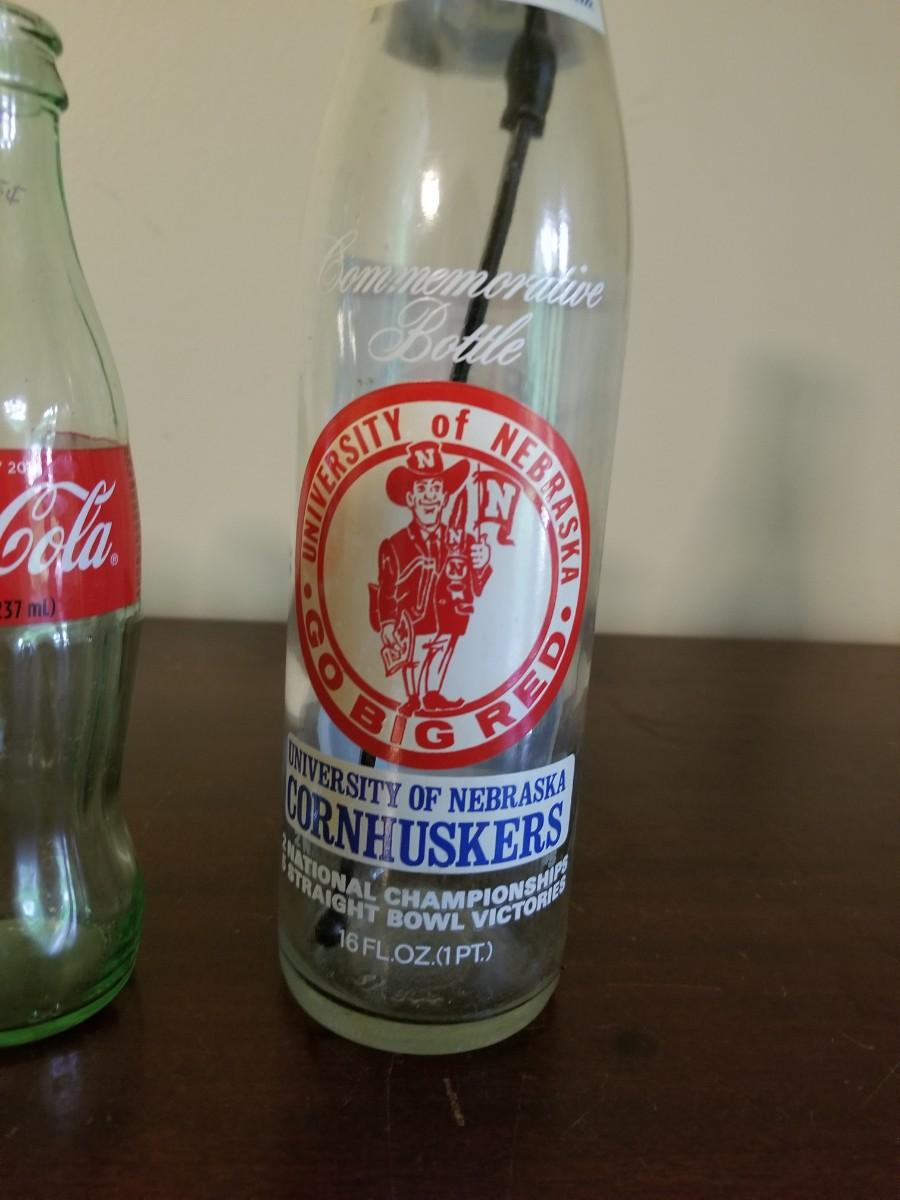 Cola®
237 mL)
Commemorative
Bottle
UNIVERSITY of NEBRASKA
N
N
N
N
• GO BIG RED •
UNIVERSITY OF NEBRASKA
CORNHUSKERS
2 NATIONAL CHAMPIONSHIPS
STRAIGHT BOWL VICTORIES
16 FL.OZ.(1 PT.)